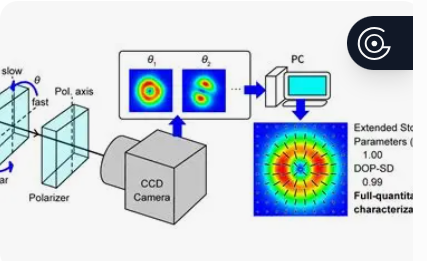 slow
θ
fast
Pol. axis
ar
Polarizer
CCD
Camera
θ1
θ2
...
PC
Extended Sto
Parameters (
1.00
DOP-SD
0.99
Full-quantita
characteriza